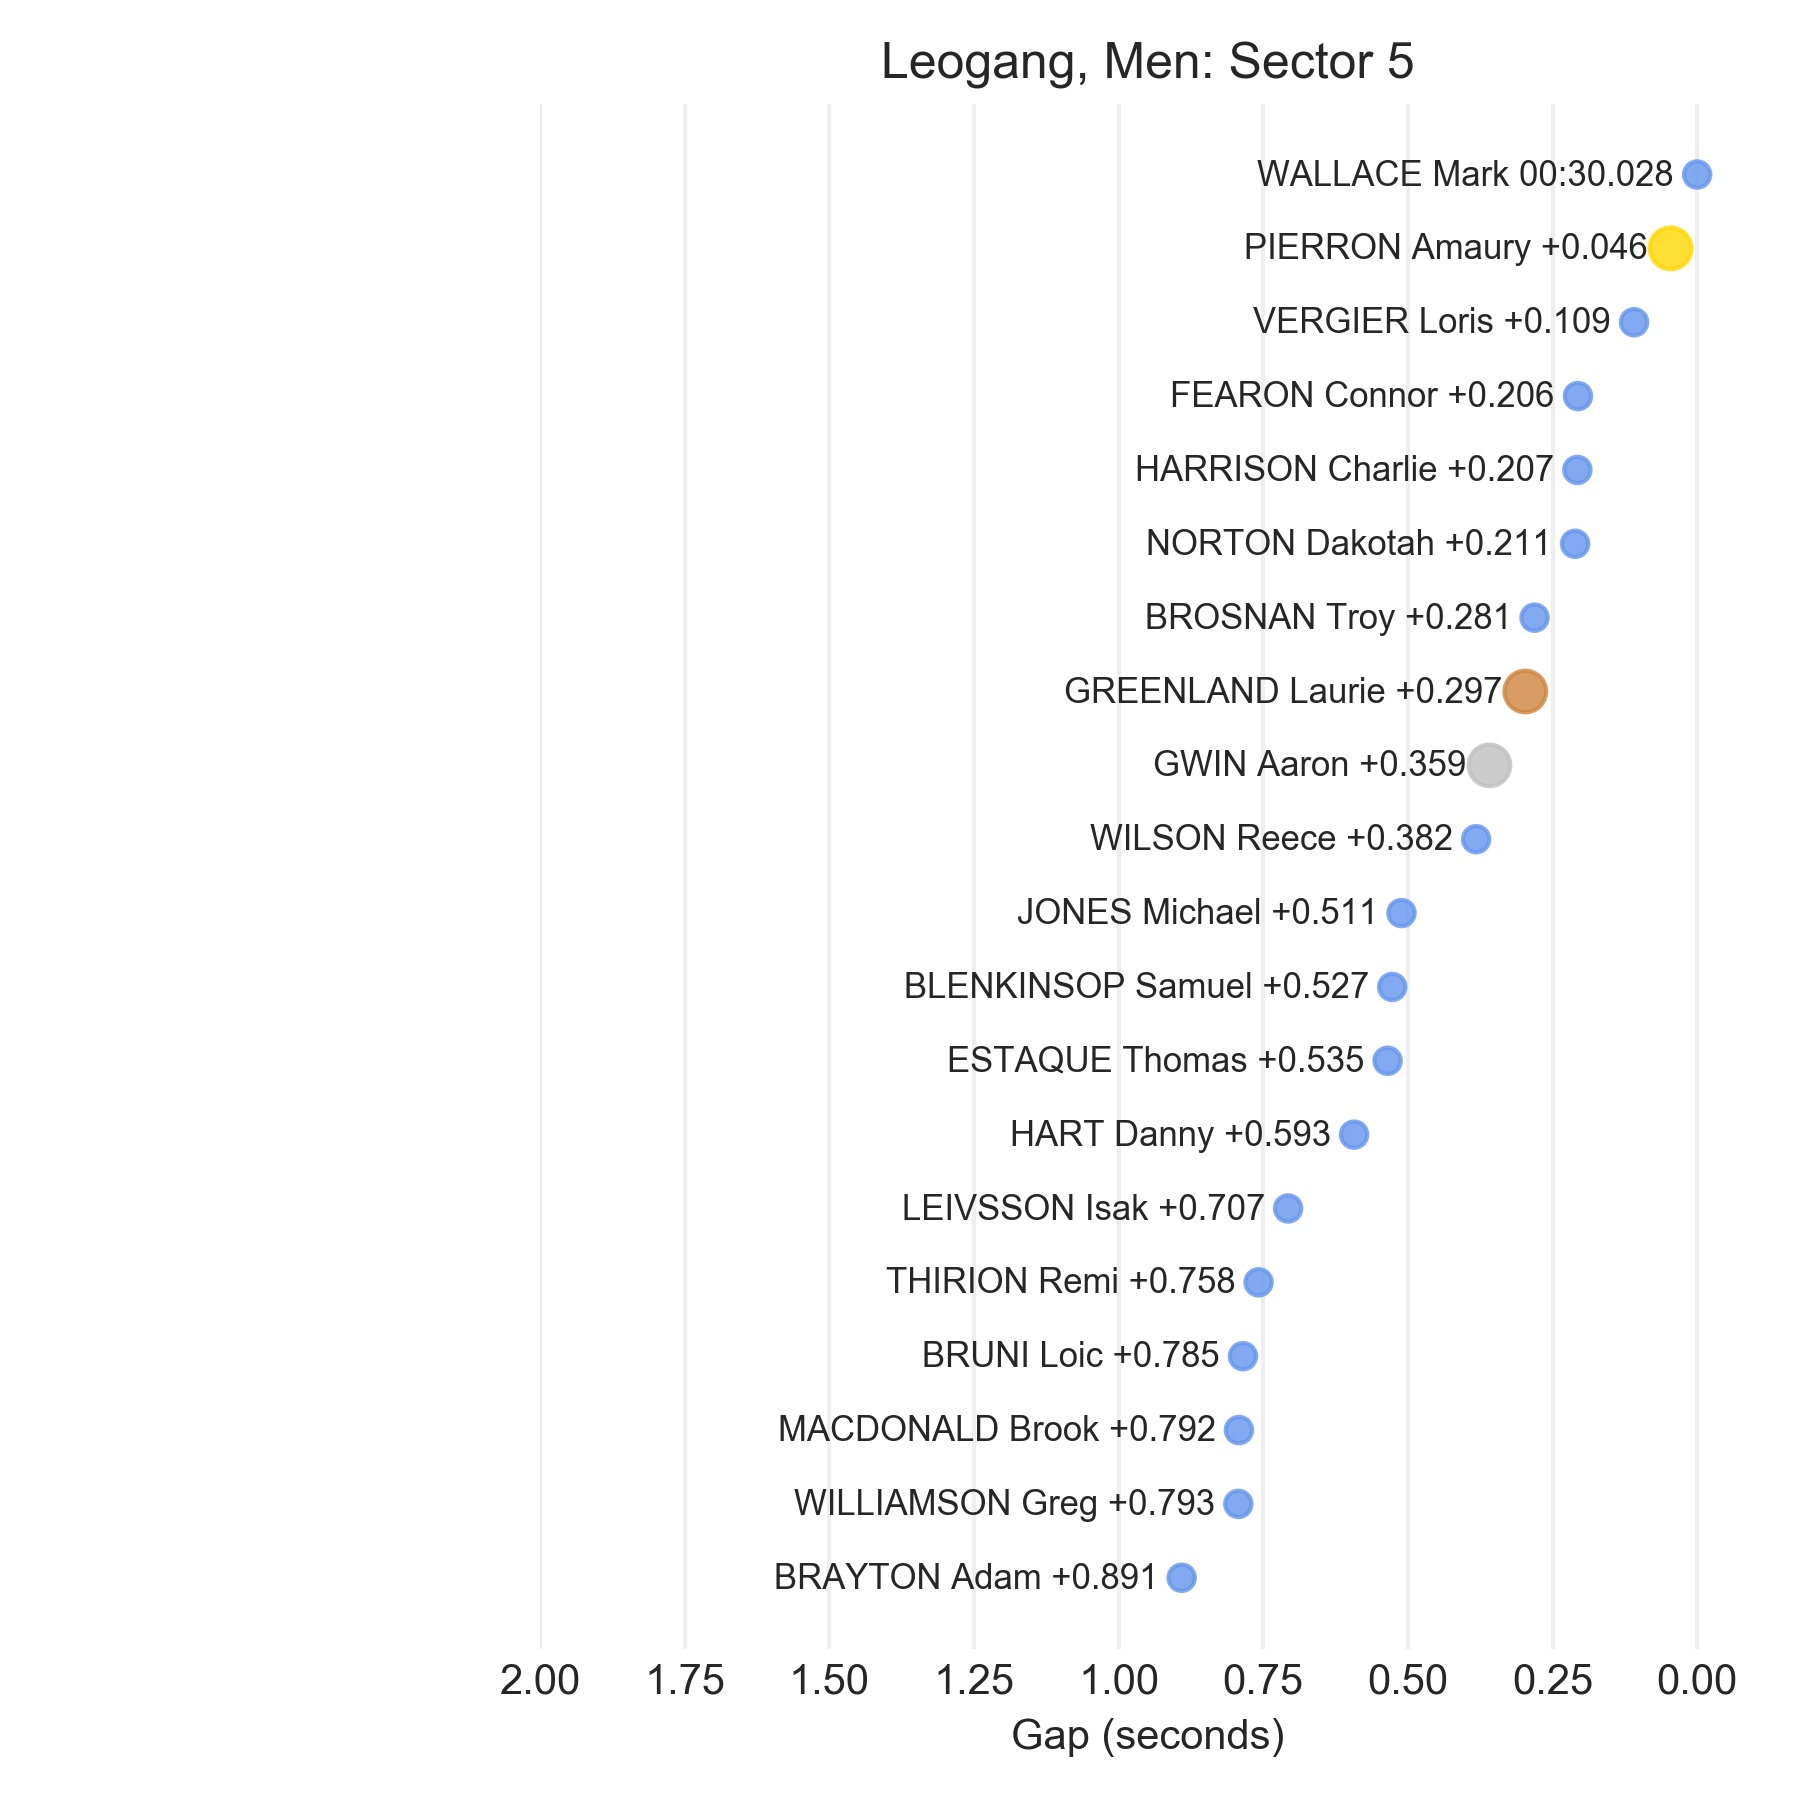 Leogang, Men: Sector 5
WALLACE Mark 00:30.028
PIERRON Amaury +0.046
VERGIER Loris +0.109
FEARON Connor +0.206
HARRISON Charlie +0.207
NORTON Dakotah +0.211
BROSNAN Troy +0.281
GREENLAND Laurie +0.297
GWIN Aaron +0.359
WILSON Reece +0.382
JONES Michael +0.511
BLENKINSOP Samuel +0.527
ESTAQUE Thomas +0.535
HART Danny +0.593
LEIVSSON Isak +0.707
THIRION Remi +0.758
BRUNI Loic +0.785
MACDONALD Brook +0.792
WILLIAMSON Greg +0.793
BRAYTON Adam +0.891
2.00 1.75 1.50 1.25 1.00 0.75 0.50 0.25 0.00
Gap (seconds)